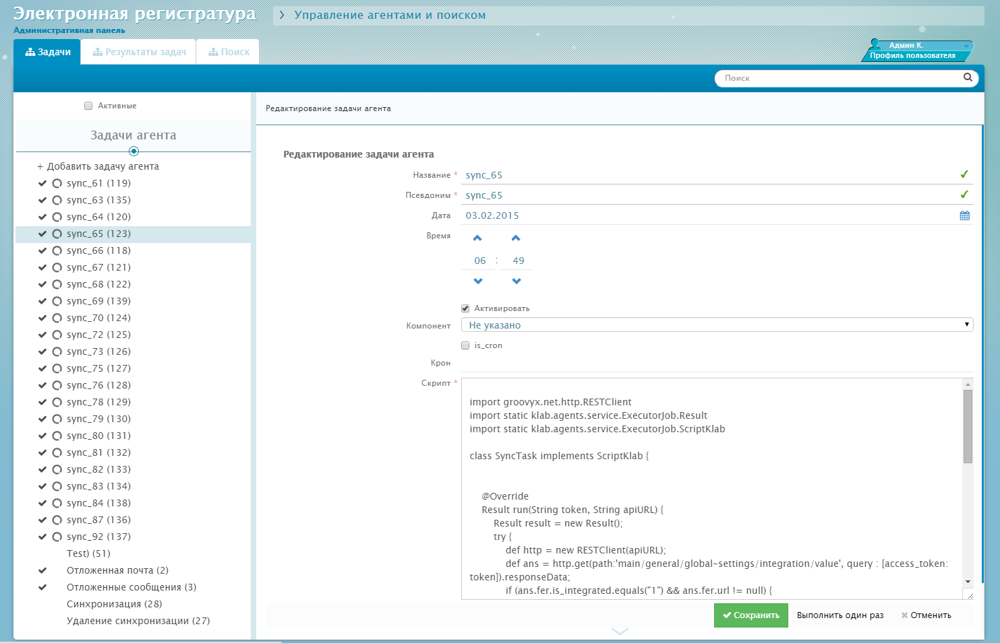 Электронная регистратура
Управление агентами и поиском
Административная панель
Задачи
Результаты задач
Поиск
Админ К.
Профиль пользователя
Поиск
Активные
Задачи агента
+ Добавить задачу агента
sync_61 (119)
sync_63 (135)
sync_64 (120)
sync_65 (123)
sync_66 (118)
sync_67 (121)
sync_68 (122)
sync_69 (139)
sync_70 (124)
sync_72 (125)
sync_73 (126)
sync_75 (127)
sync_76 (128)
sync_78 (129)
sync_79 (130)
sync_80 (131)
sync_81 (132)
sync_82 (133)
sync_83 (134)
sync_84 (138)
sync_87 (136)
sync_92 (137)
Test) (51)
Отложенная почта (2)
Отложенные сообщения (3)
Синхронизация (28)
Удаление синхронизации (27)
Редактирование задачи агента
Редактирование задачи агента
Название * sync_65
Псевдоним * sync_65
Дата 03.02.2015
Время
06 : 49
Активировать
Компонент Не указано
is_cron
Крон
Скрипт *
import groovyx.net.http.RESTClient
import static klab.agents.service.ExecutorJob.Result
import static klab.agents.service.ExecutorJob.ScriptKlab
class SyncTask implements ScriptKlab {
@Override
Result run(String token, String apiURL) {
Result result = new Result();
try {
def http = new RESTClient(apiURL);
def ans = http.get(path:'main/general/global-settings/integration/value', query : [access_token:
token]).responseData;
if (ans.fer.is_integrated.equals("1") && ans.fer.url != null) {
Сохранить
Выполнить один раз
Отменить